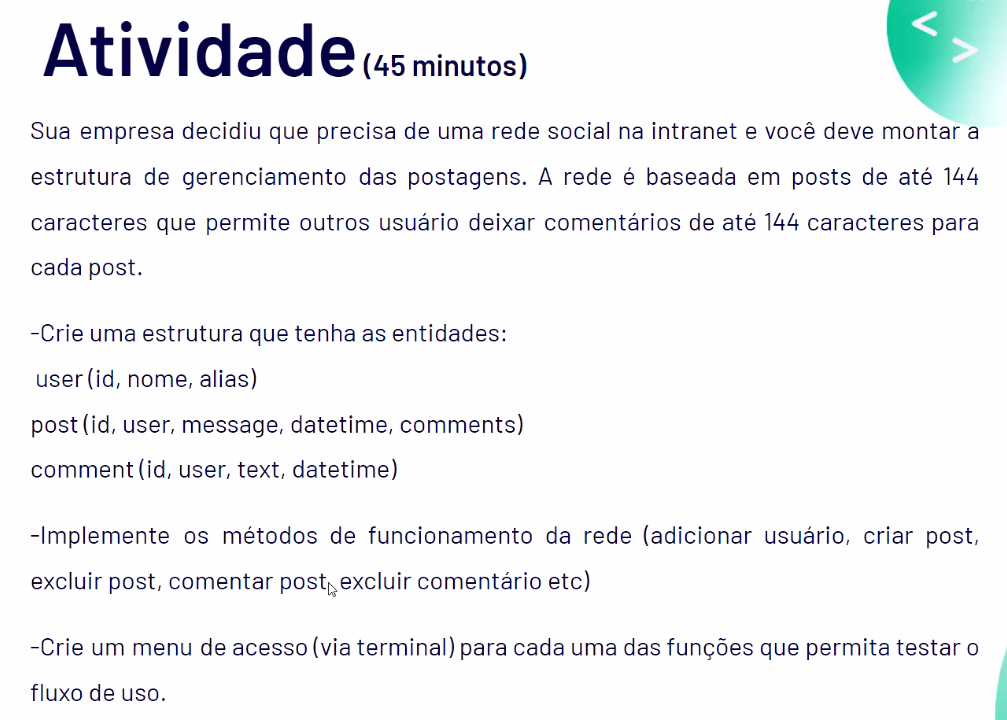 Atividade (45 minutos)
Sua empresa decidiu que precisa de uma rede social na intranet e você deve montar a
estrutura de gerenciamento das postagens. A rede é baseada em posts de até 144
caracteres que permite outros usuário deixar comentários de até 144 caracteres para
cada post.
-Crie uma estrutura que tenha as entidades:
user (id, nome, alias)
post (id, user, message, datetime, comments)
comment (id, user, text, datetime)
-Implemente os métodos de funcionamento da rede (adicionar usuário, criar post,
excluir post, comentar post, excluir comentário etc)
-Crie um menu de acesso (via terminal) para cada uma das funções que permita testar o
fluxo de uso.